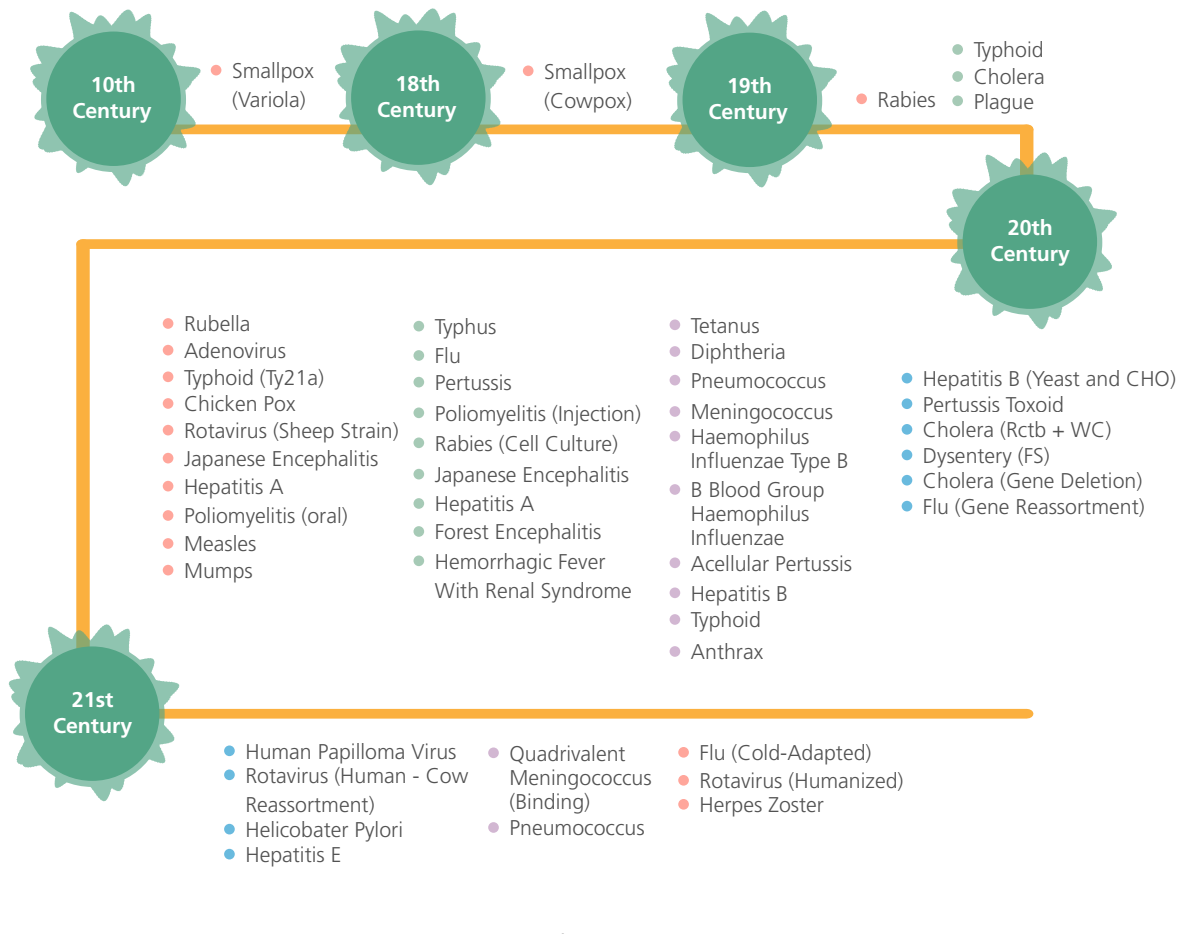 10th
Century
Smallpox
(Variola)
18th
Century
Smallpox
(Cowpox)
19th
Century
Rabies
Typhoid
Cholera
Plague
20th
Century
Rubella
Adenovirus
Typhoid (Ty21a)
Chicken Pox
Rotavirus (Sheep Strain)
Japanese Encephalitis
Hepatitis A
Poliomyelitis (oral)
Measles
Mumps
Typhus
Flu
Pertussis
Poliomyelitis (Injection)
Rabies (Cell Culture)
Japanese Encephalitis
Hepatitis A
Forest Encephalitis
Hemorrhagic Fever
With Renal Syndrome
Tetanus
Diphtheria
Pneumococcus
Meningococcus
Haemophilus
Influenzae Type B
B Blood Group
Haemophilus
Influenzae
Acellular Pertussis
Hepatitis B
Typhoid
Anthrax
Hepatitis B (Yeast and CHO)
Pertussis Toxoid
Cholera (Rctb + WC)
Dysentery (FS)
Cholera (Gene Deletion)
Flu (Gene Reassortment)
21st
Century
Human Papilloma Virus
Rotavirus (Human - Cow
Reassortment)
Helicobater Pylori
Hepatitis E
Quadrivalent
Meningococcus
(Binding)
Pneumococcus
Flu (Cold-Adapted)
Rotavirus (Humanized)
Herpes Zoster